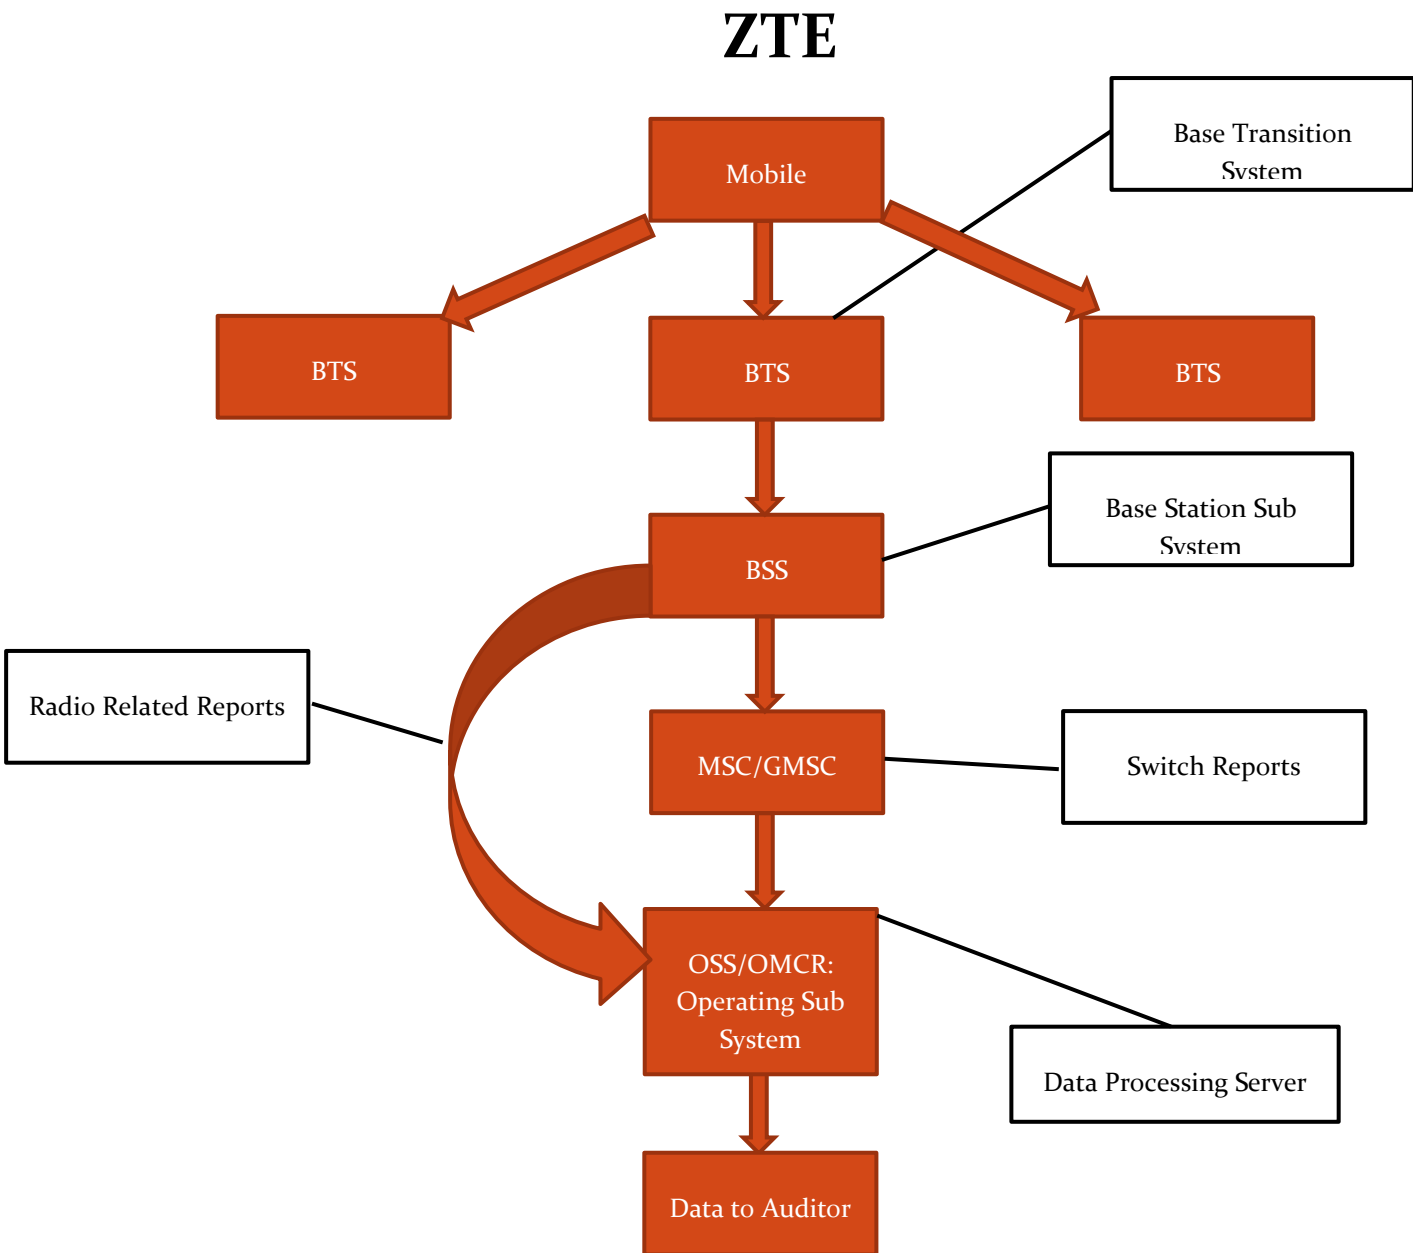 ZTE
Base Transition
System
Mobile
BTS
BTS
BTS
Base Station Sub
System
BSS
Radio Related Reports
MSC/GMSC
Switch Reports
OSS/OMCR:
Operating Sub
System
Data Processing Server
Data to Auditor